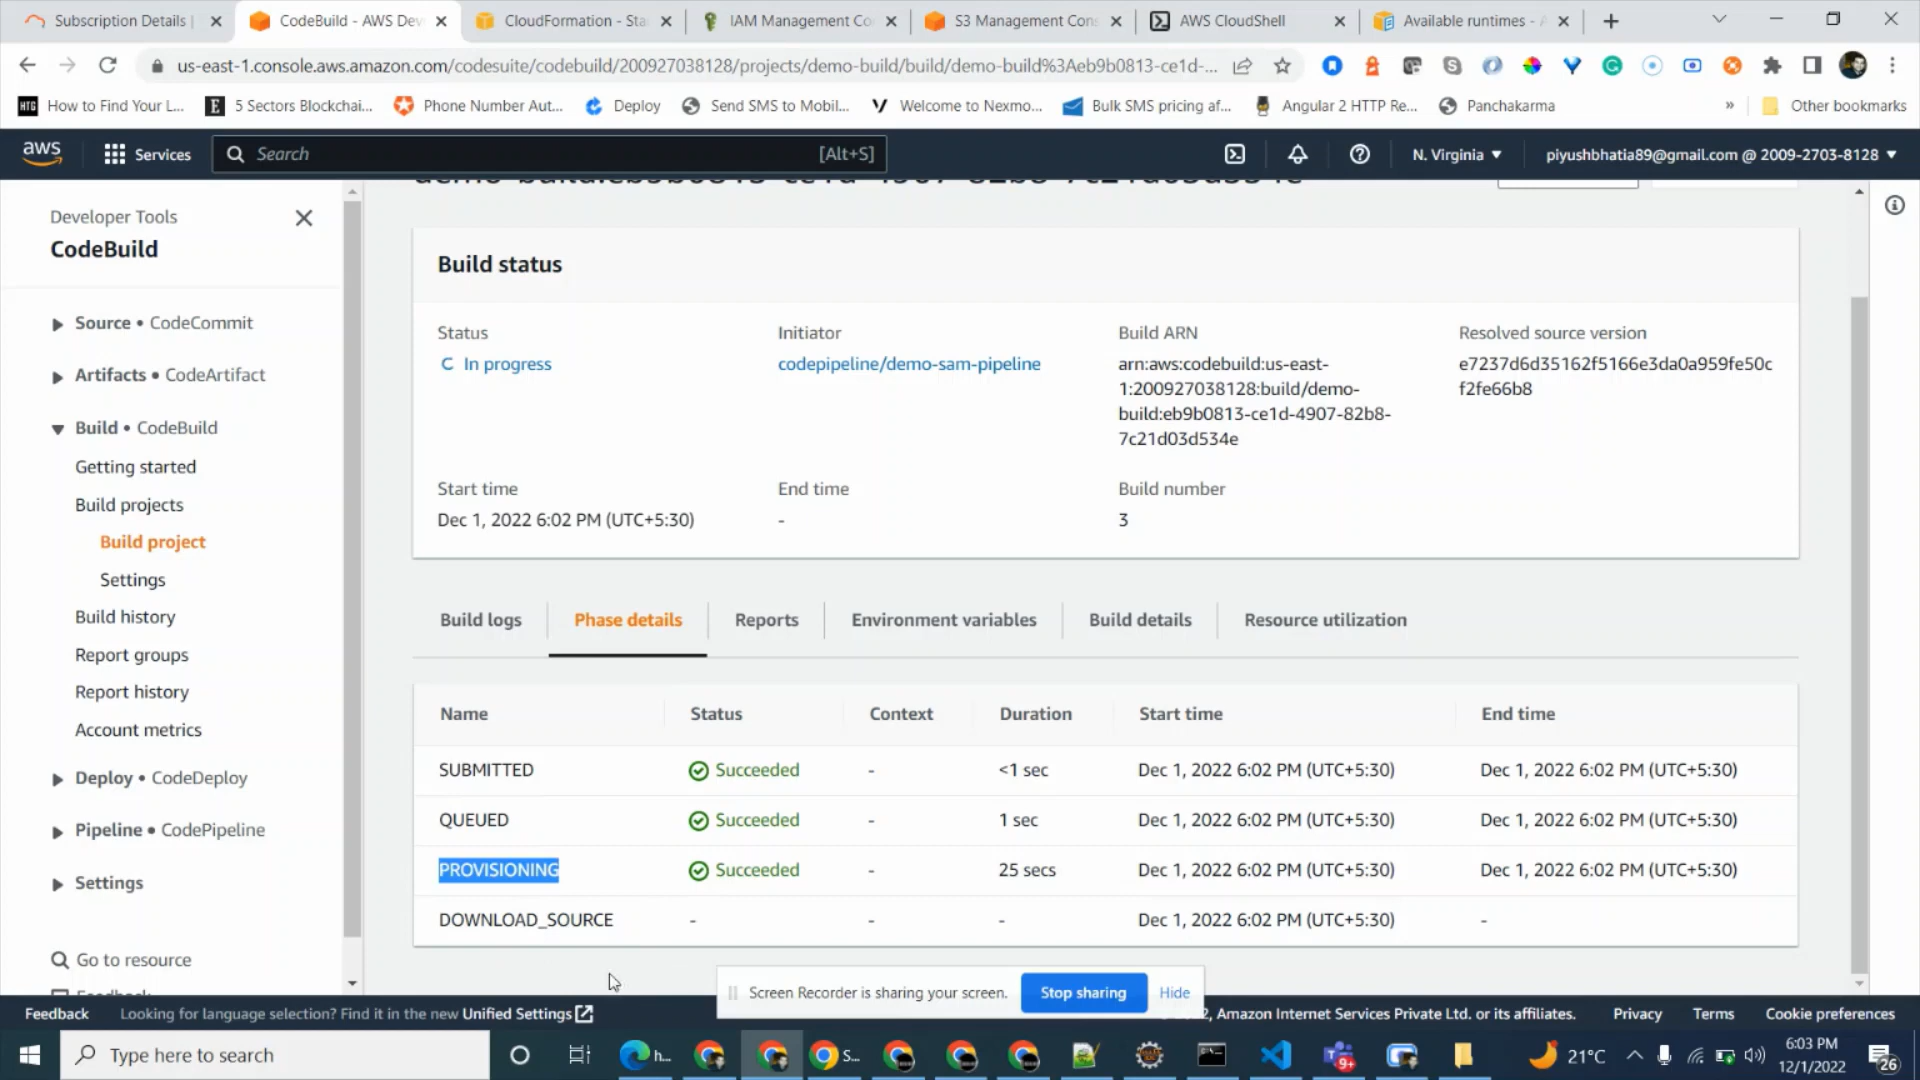 Subscription Details |
CodeBuild - AWS Dev
CloudFormation - Sta
IAM Management Co
S3 Management Cons
AWS CloudShell
Available runtimes - A
us-east-1.console.aws.amazon.com/codesuite/codebuild/200927038128/projects/demo-build/build/demo-build%3Aeb9b0813-ce1d-...
How to Find Your L...
5 Sectors Blockchai...
Phone Number Aut...
Deploy
Send SMS to Mobil...
Welcome to Nexmo...
Bulk SMS pricing af...
Angular 2 HTTP Re...
Panchakarma
»
Other bookmarks
aws
Services
Search
[Alt+S]
N. Virginia
piyushbhatia89@gmail.com @ 2009-2703-8128
Developer Tools
CodeBuild
Source • CodeCommit
Artifacts • CodeArtifact
Build • CodeBuild
Getting started
Build projects
Build project
Settings
Build history
Report groups
Report history
Account metrics
Deploy • CodeDeploy
Pipeline • CodePipeline
Settings
Go to resource
Feedback
demo-build:eb9b0813-ce1d-4907-82b8-7c21d03d534e
Build status
Status
In progress
Initiator
codepipeline/demo-sam-pipeline
Build ARN
arn:aws:codebuild:us-east-
1:200927038128:build/demo-
build:eb9b0813-ce1d-4907-82b8-
7c21d03d534e
Resolved source version
e7237d6d35162f5166e3da0a959fe50c
f2fe66b8
Start time
Dec 1, 2022 6:02 PM (UTC+5:30)
End time
-
Build number
3
Build logs
Phase details
Reports
Environment variables
Build details
Resource utilization
Name Status Context Duration Start time End time
SUBMITTED Succeeded - <1 sec Dec 1, 2022 6:02 PM (UTC+5:30) Dec 1, 2022 6:02 PM (UTC+5:30)
QUEUED Succeeded - 1 sec Dec 1, 2022 6:02 PM (UTC+5:30) Dec 1, 2022 6:02 PM (UTC+5:30)
PROVISIONING Succeeded - 25 secs Dec 1, 2022 6:02 PM (UTC+5:30) Dec 1, 2022 6:02 PM (UTC+5:30)
DOWNLOAD_SOURCE - - - Dec 1, 2022 6:02 PM (UTC+5:30) -
Screen Recorder is sharing your screen.
Stop sharing
Hide
Feedback
Looking for language selection? Find it in the new Unified Settings
2, Amazon Internet Services Private Ltd. or its affiliates.
Privacy
Terms
Cookie preferences
Type here to search
h...
S...
9+
21°C
6:03 PM
12/1/2022
26